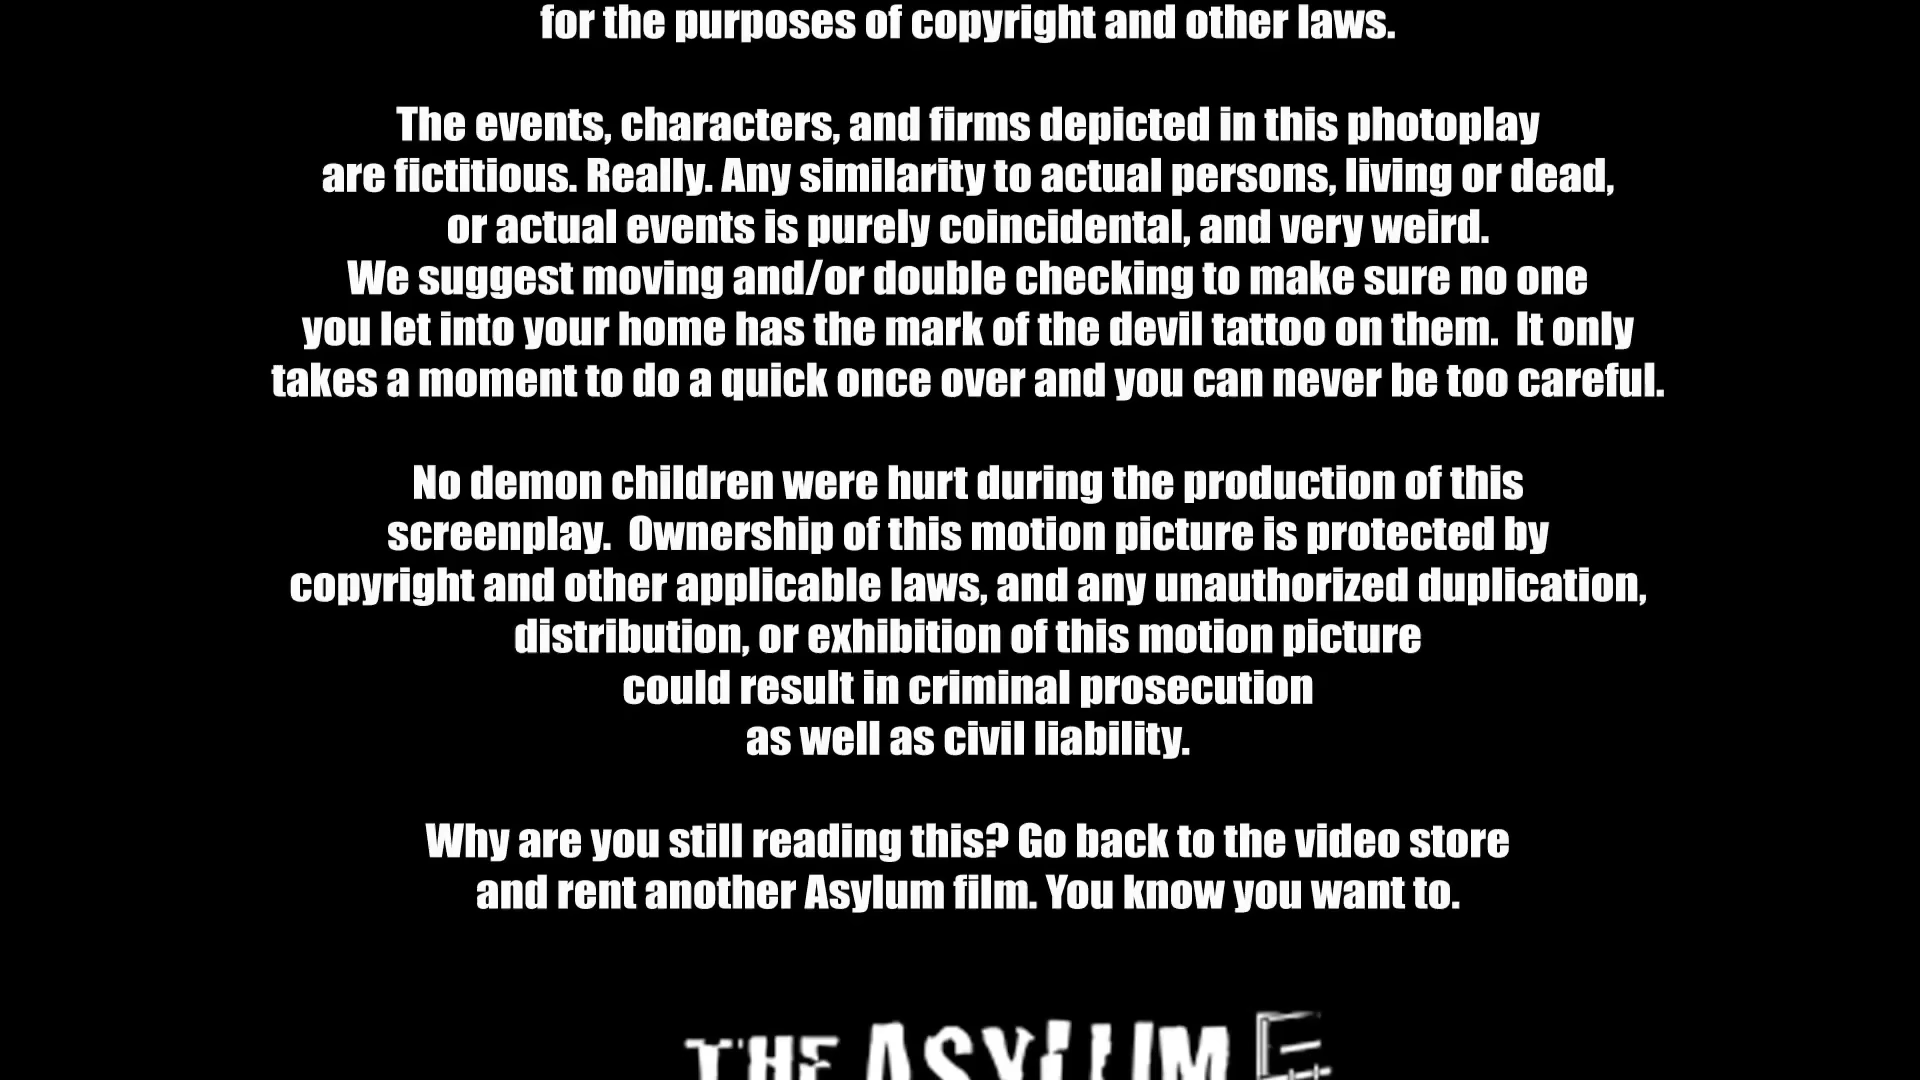 for the purposes of copyright and other laws.
The events, characters, and firms depicted in this photoplay
are fictitious. Really. Any similarity to actual persons, living or dead,
or actual events is purely coincidental, and very weird.
We suggest moving and/or double checking to make sure no one
you let into your home has the mark of the devil tattoo on them.  It only
takes a moment to do a quick once over and you can never be too careful.
No demon children were hurt during the production of this
screenplay.  Ownership of this motion picture is protected by
copyright and other applicable laws, and any unauthorized duplication,
distribution, or exhibition of this motion picture
could result in criminal prosecution
as well as civil liability.
Why are you still reading this? Go back to the video store
and rent another Asylum film. You know you want to.
THE ASYLUM